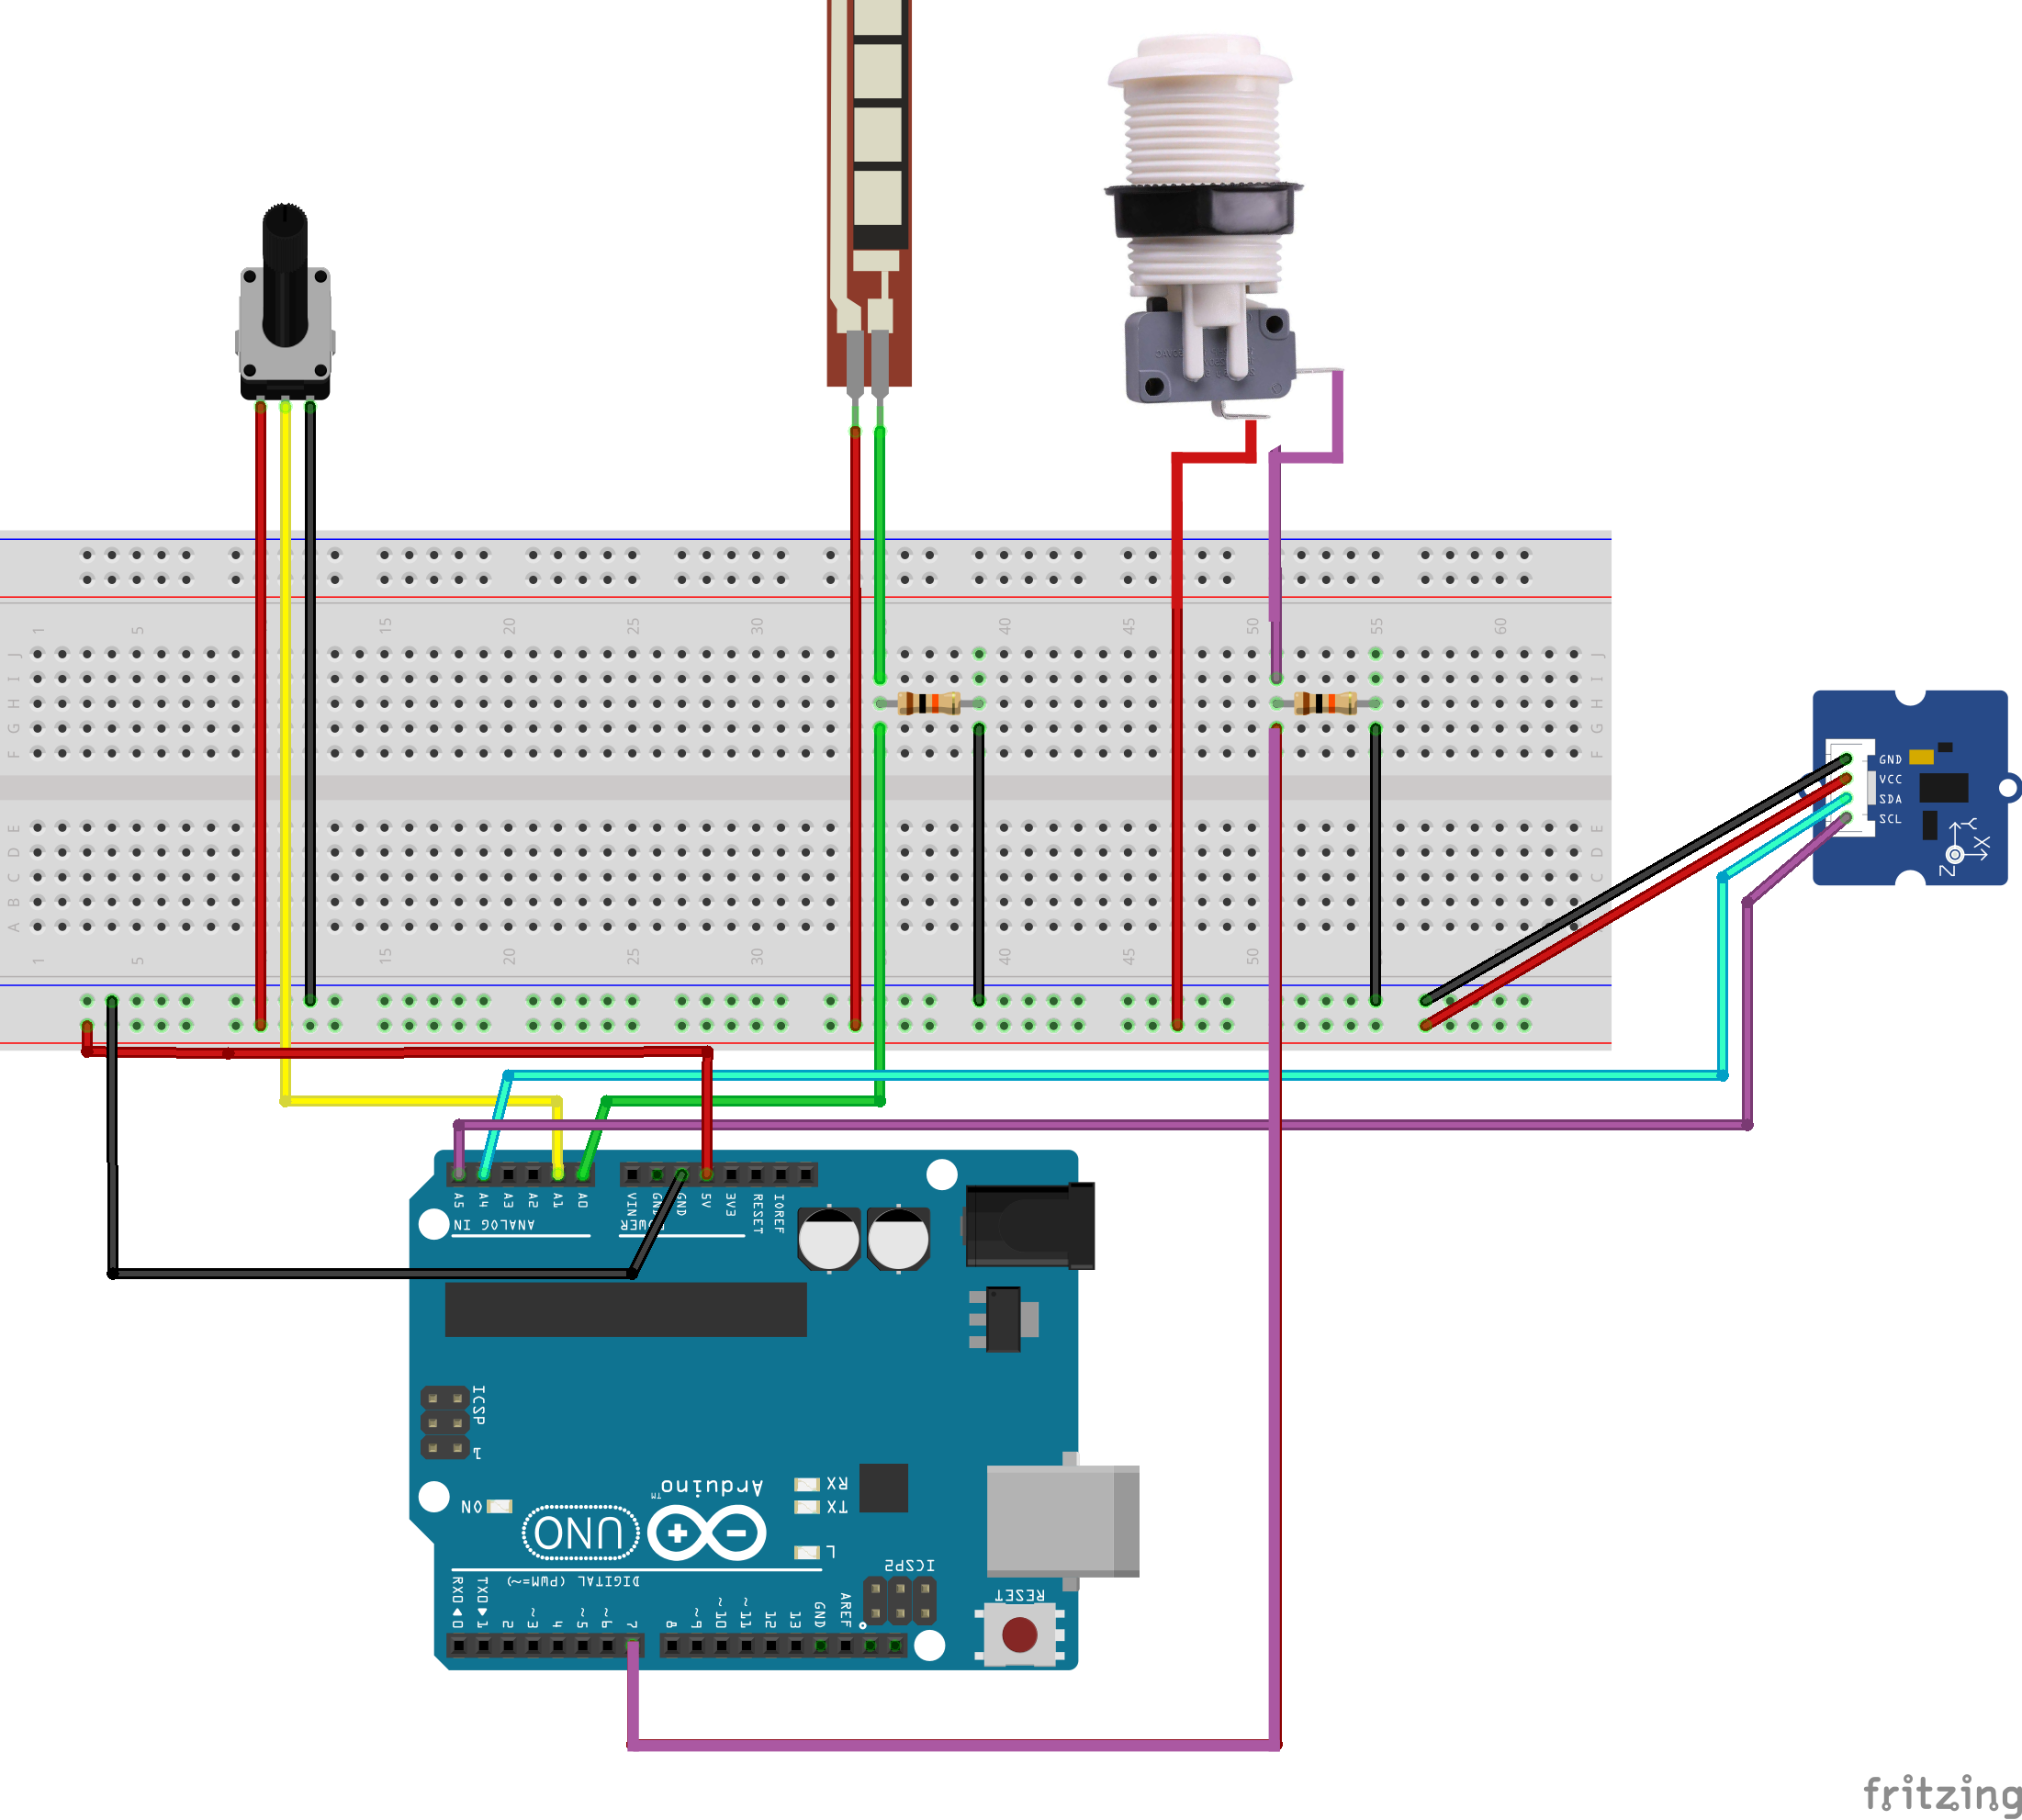 1 5 15 20 25 30 40 45 50 55 60
J J
I I
H H
G G
F F
E E
D D
C C
B
A
1 5 15 20 25 30 40 45 50
GND
VCC
SDA
SCL
Y
X
Z
A5 A4 A3 A2 A1 A0 VIN GND GND 5V 3V3 RESET IOREF
ANALOG IN POWER
ICSP
1
Arduino
TM
RX
TX
ON
UNO
L
ICSP2
DIGITAL (PWM=~)
RESET
RX0 TX0
0 1 2 ~3 4 ~5 ~6 7 8 ~9 ~10 ~11 12 13 GND AREF
fritzing